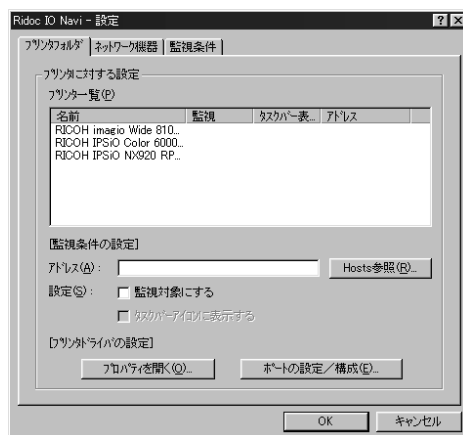 Ridoc IO Navi - 設定
プリンタフォルダ ネットワーク機器 監視条件
プリンタに対する設定
プリンタ一覧(P)
名前 監視 タスクバー表... アドレス
RICOH imagio Wide 810...
RICOH IPSiO Color 6000...
RICOH IPSiO NX920 RP...
[監視条件の設定]
アドレス(A): Hosts参照(R)...
設定(S): 監視対象にする
タスクバーアイコンに表示する
[プリンタドライバの設定]
プロパティを開く(O)... ポートの設定/構成(E)...
OK キャンセル